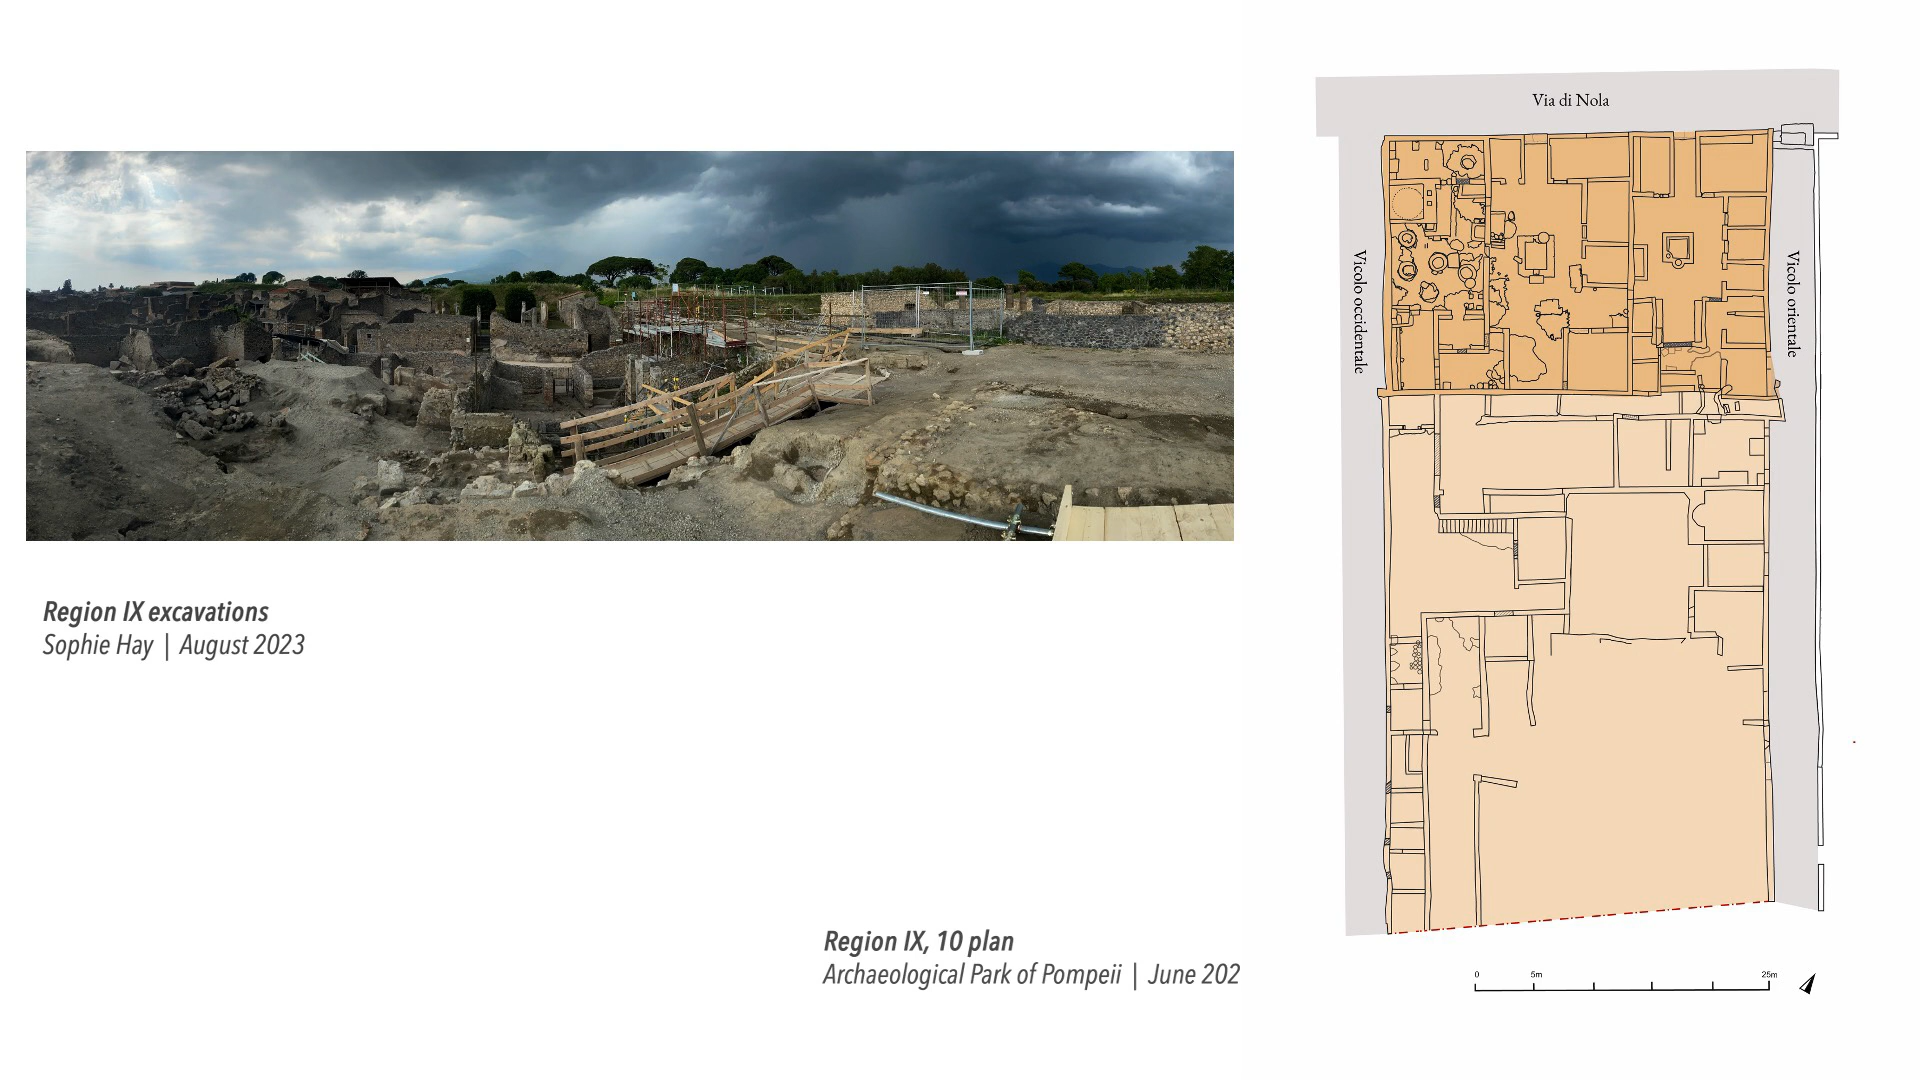 Region IX excavations
Sophie Hay | August 2023
Region IX, 10 plan
Archaeological Park of Pompeii | June 202
Via di Nola
Vicolo occidentale
Vicolo orientale
0 5m 25m